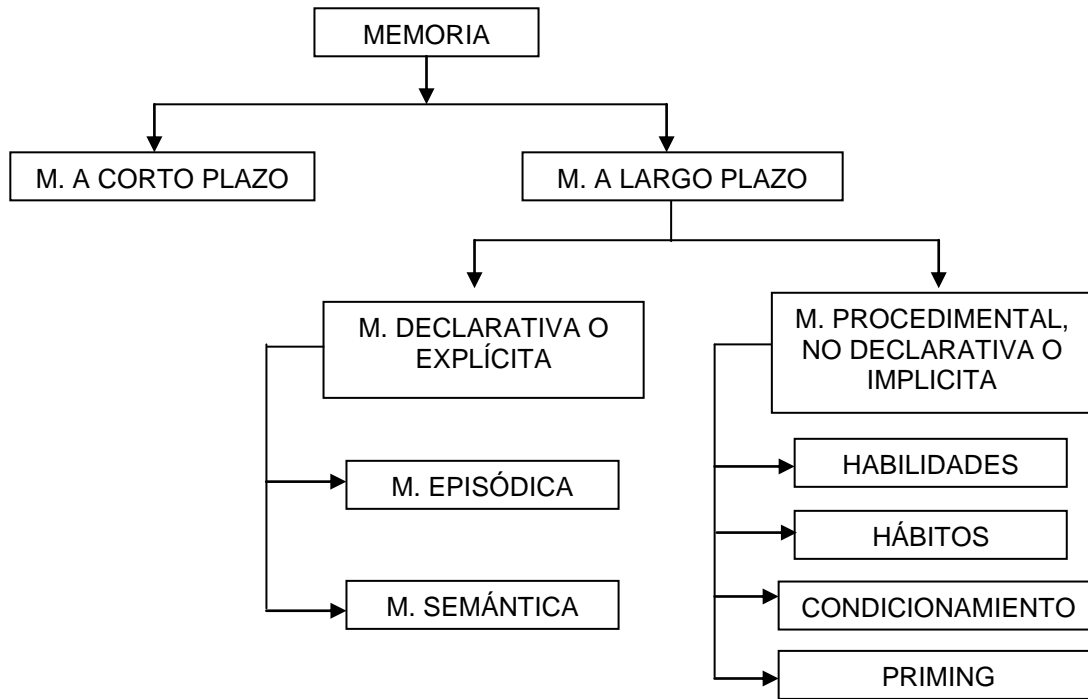 MEMORIA
M. A CORTO PLAZO
M. A LARGO PLAZO
M. DECLARATIVA O
EXPLÍCITA
M. EPISÓDICA
M. SEMÁNTICA
M. PROCEDIMENTAL,
NO DECLARATIVA O
IMPLICITA
HABILIDADES
HÁBITOS
CONDICIONAMIENTO
PRIMING